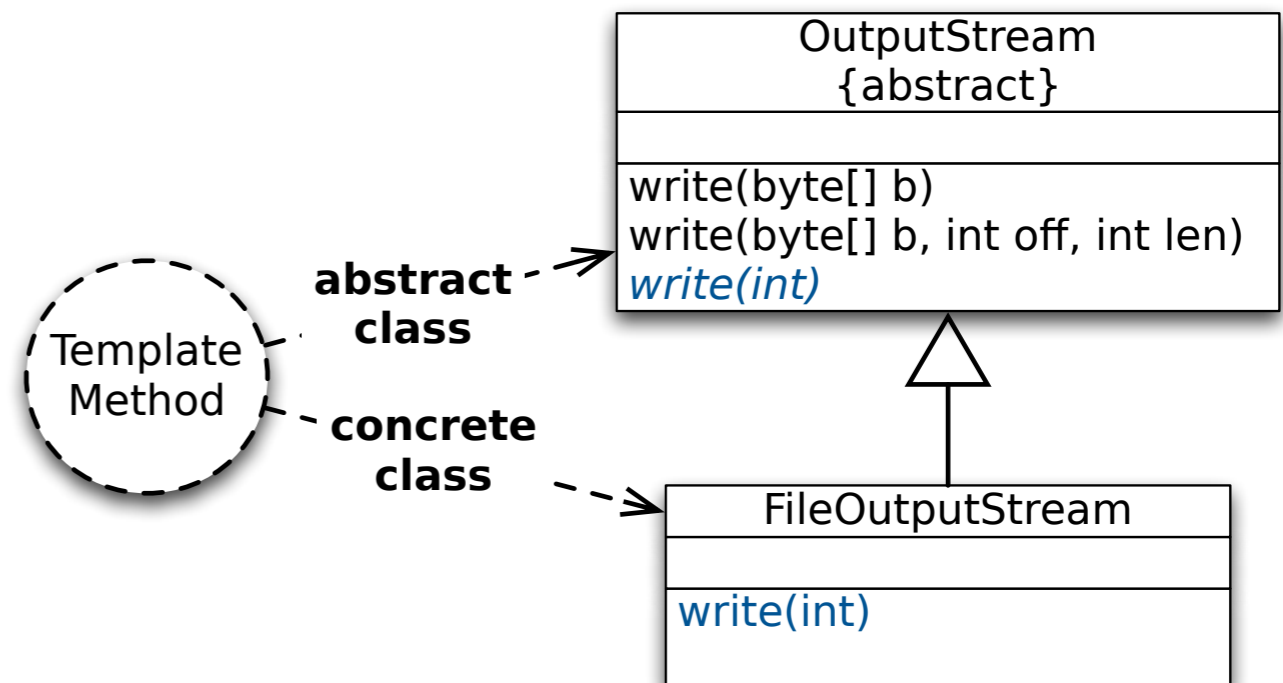 OutputStream
{abstract}
write(byte[] b)
write(byte[] b, int off, int len)
write(int)
abstract
class
Template
Method
concrete
class
FileOutputStream
write(int)